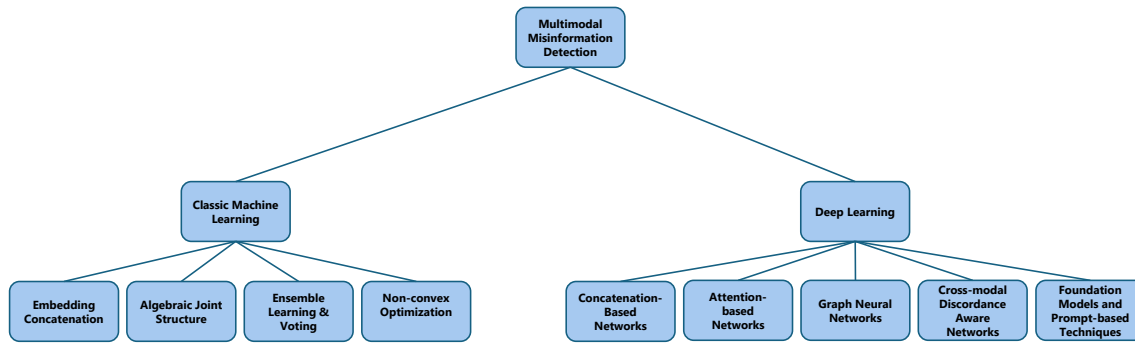 Multimodal
Misinformation
Detection
Classic Machine
Learning
Deep Learning
Embedding
Concatenation
Algebraic Joint
Structure
Ensemble
Learning &
Voting
Non-convex
Optimization
Concatenation-
Based
Networks
Attention-
based Networks
Graph Neural
Networks
Cross-modal
Discordance
Aware
Networks
Foundation
Models and
Prompt-based
Techniques